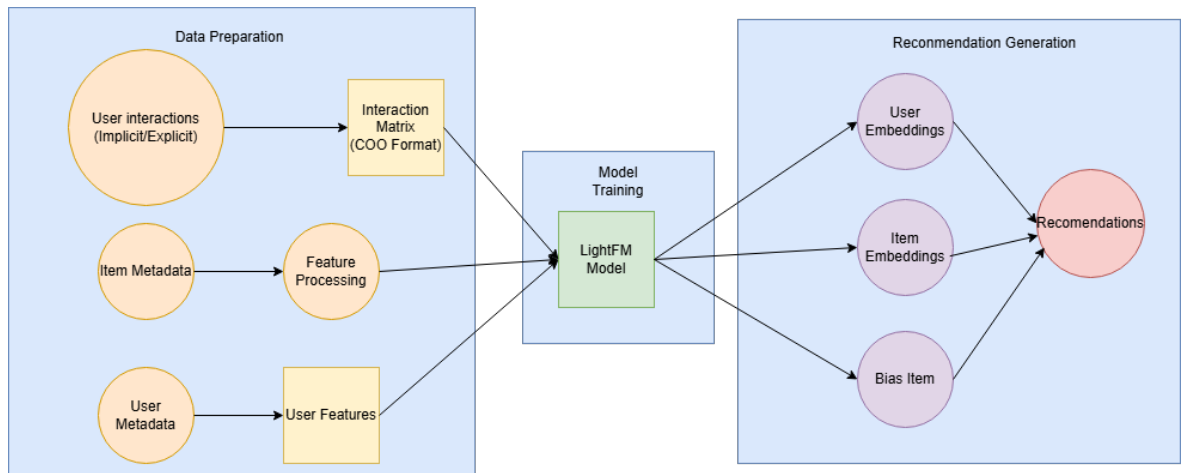 Data Preparation
User interactions
(Implicit/Explicit)
Interaction
Matrix
(COO Format)
Item Metadata
Feature
Processing
User
Metadata
User Features
Model
Training
LightFM
Model
Reconmendation Generation
User
Embeddings
Item
Embeddings
Bias Item
Recomendations